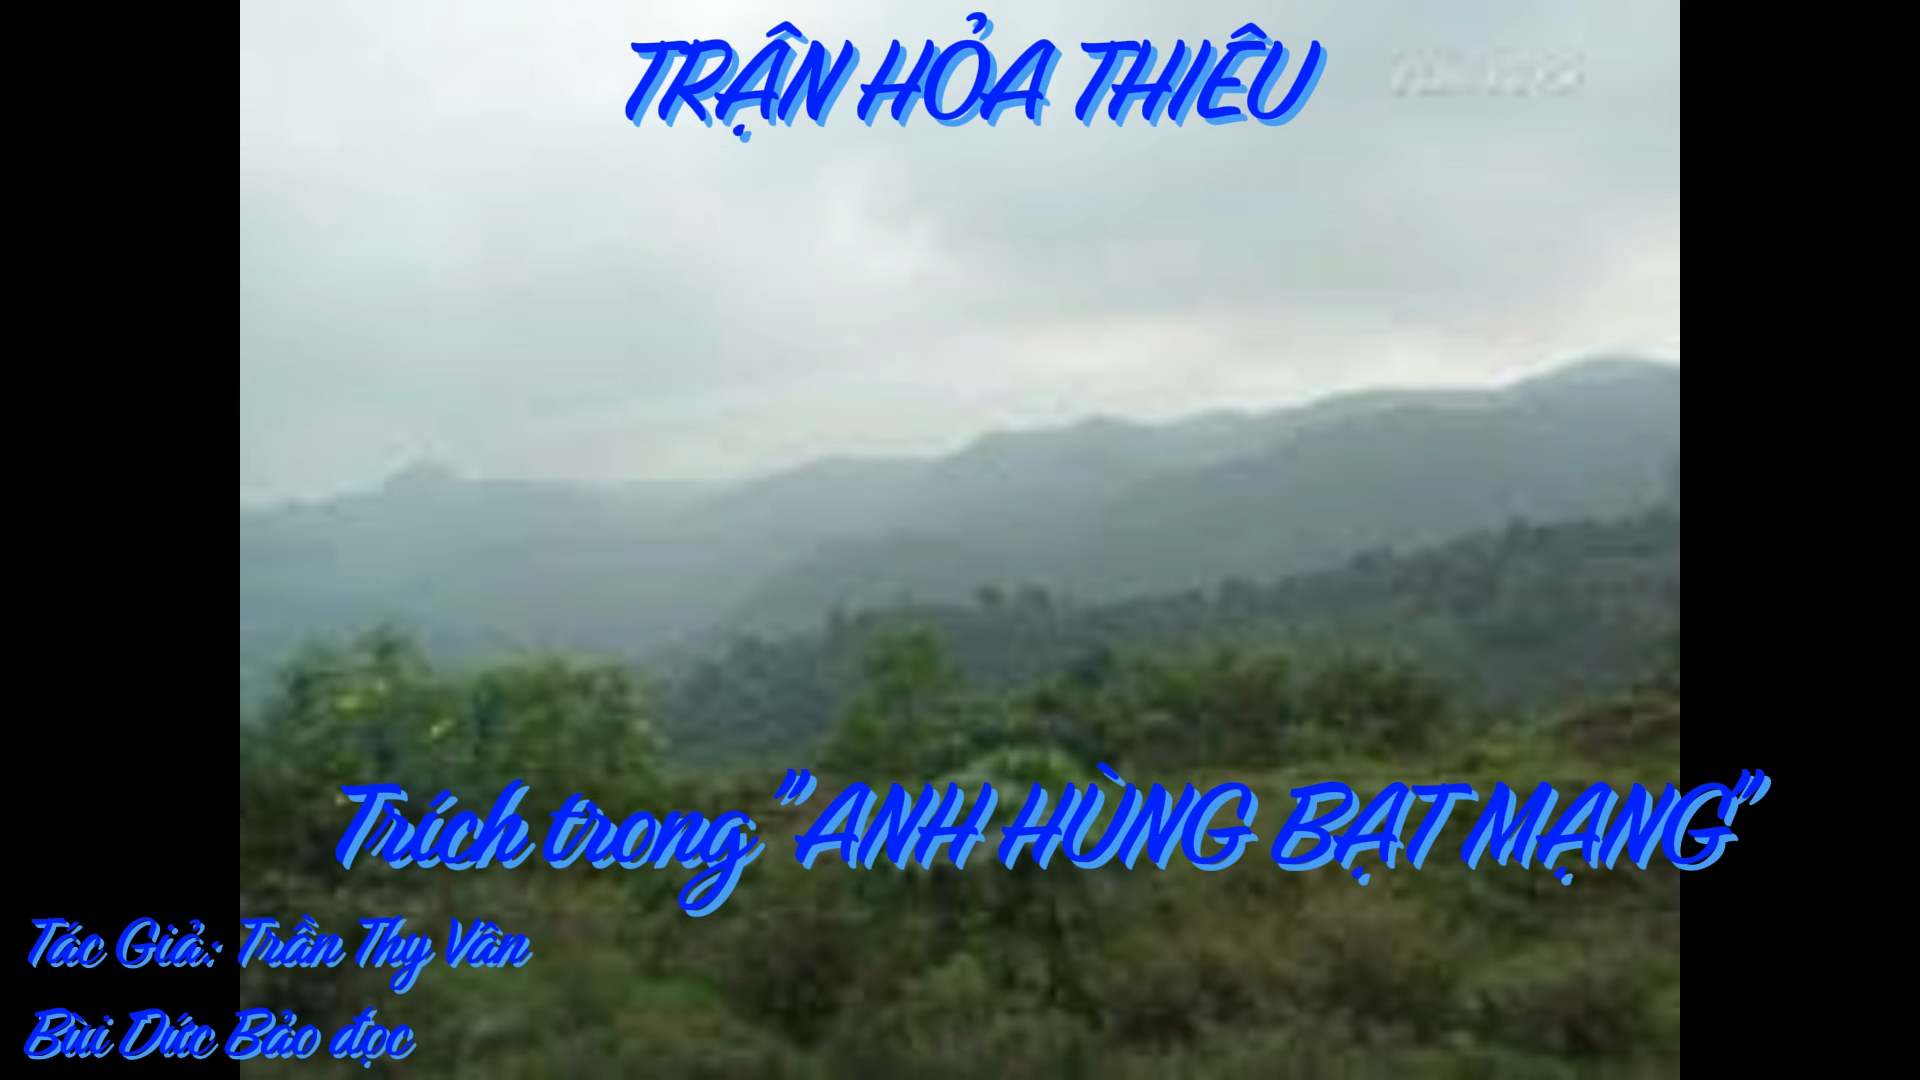 TRẬN HỎA THIÊU
Trích trong "ANH HÙNG BẠT MẠNG"
Tác Giả: Trần Thy Vân
Bùi Đức Bảo đọc